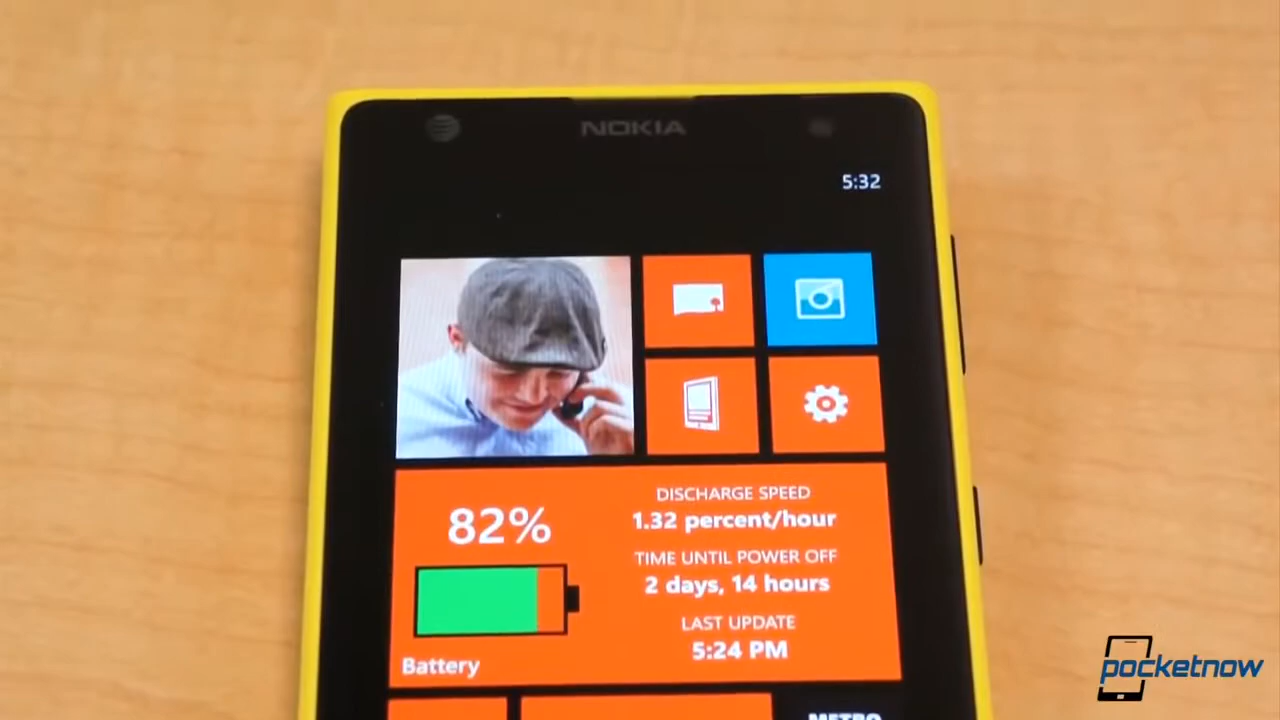 NOKIA
5:32
82%
DISCHARGE SPEED
1.32 percent/hour
TIME UNTIL POWER OFF
2 days, 14 hours
LAST UPDATE
5:24 PM
Battery
METRO
pocketnow